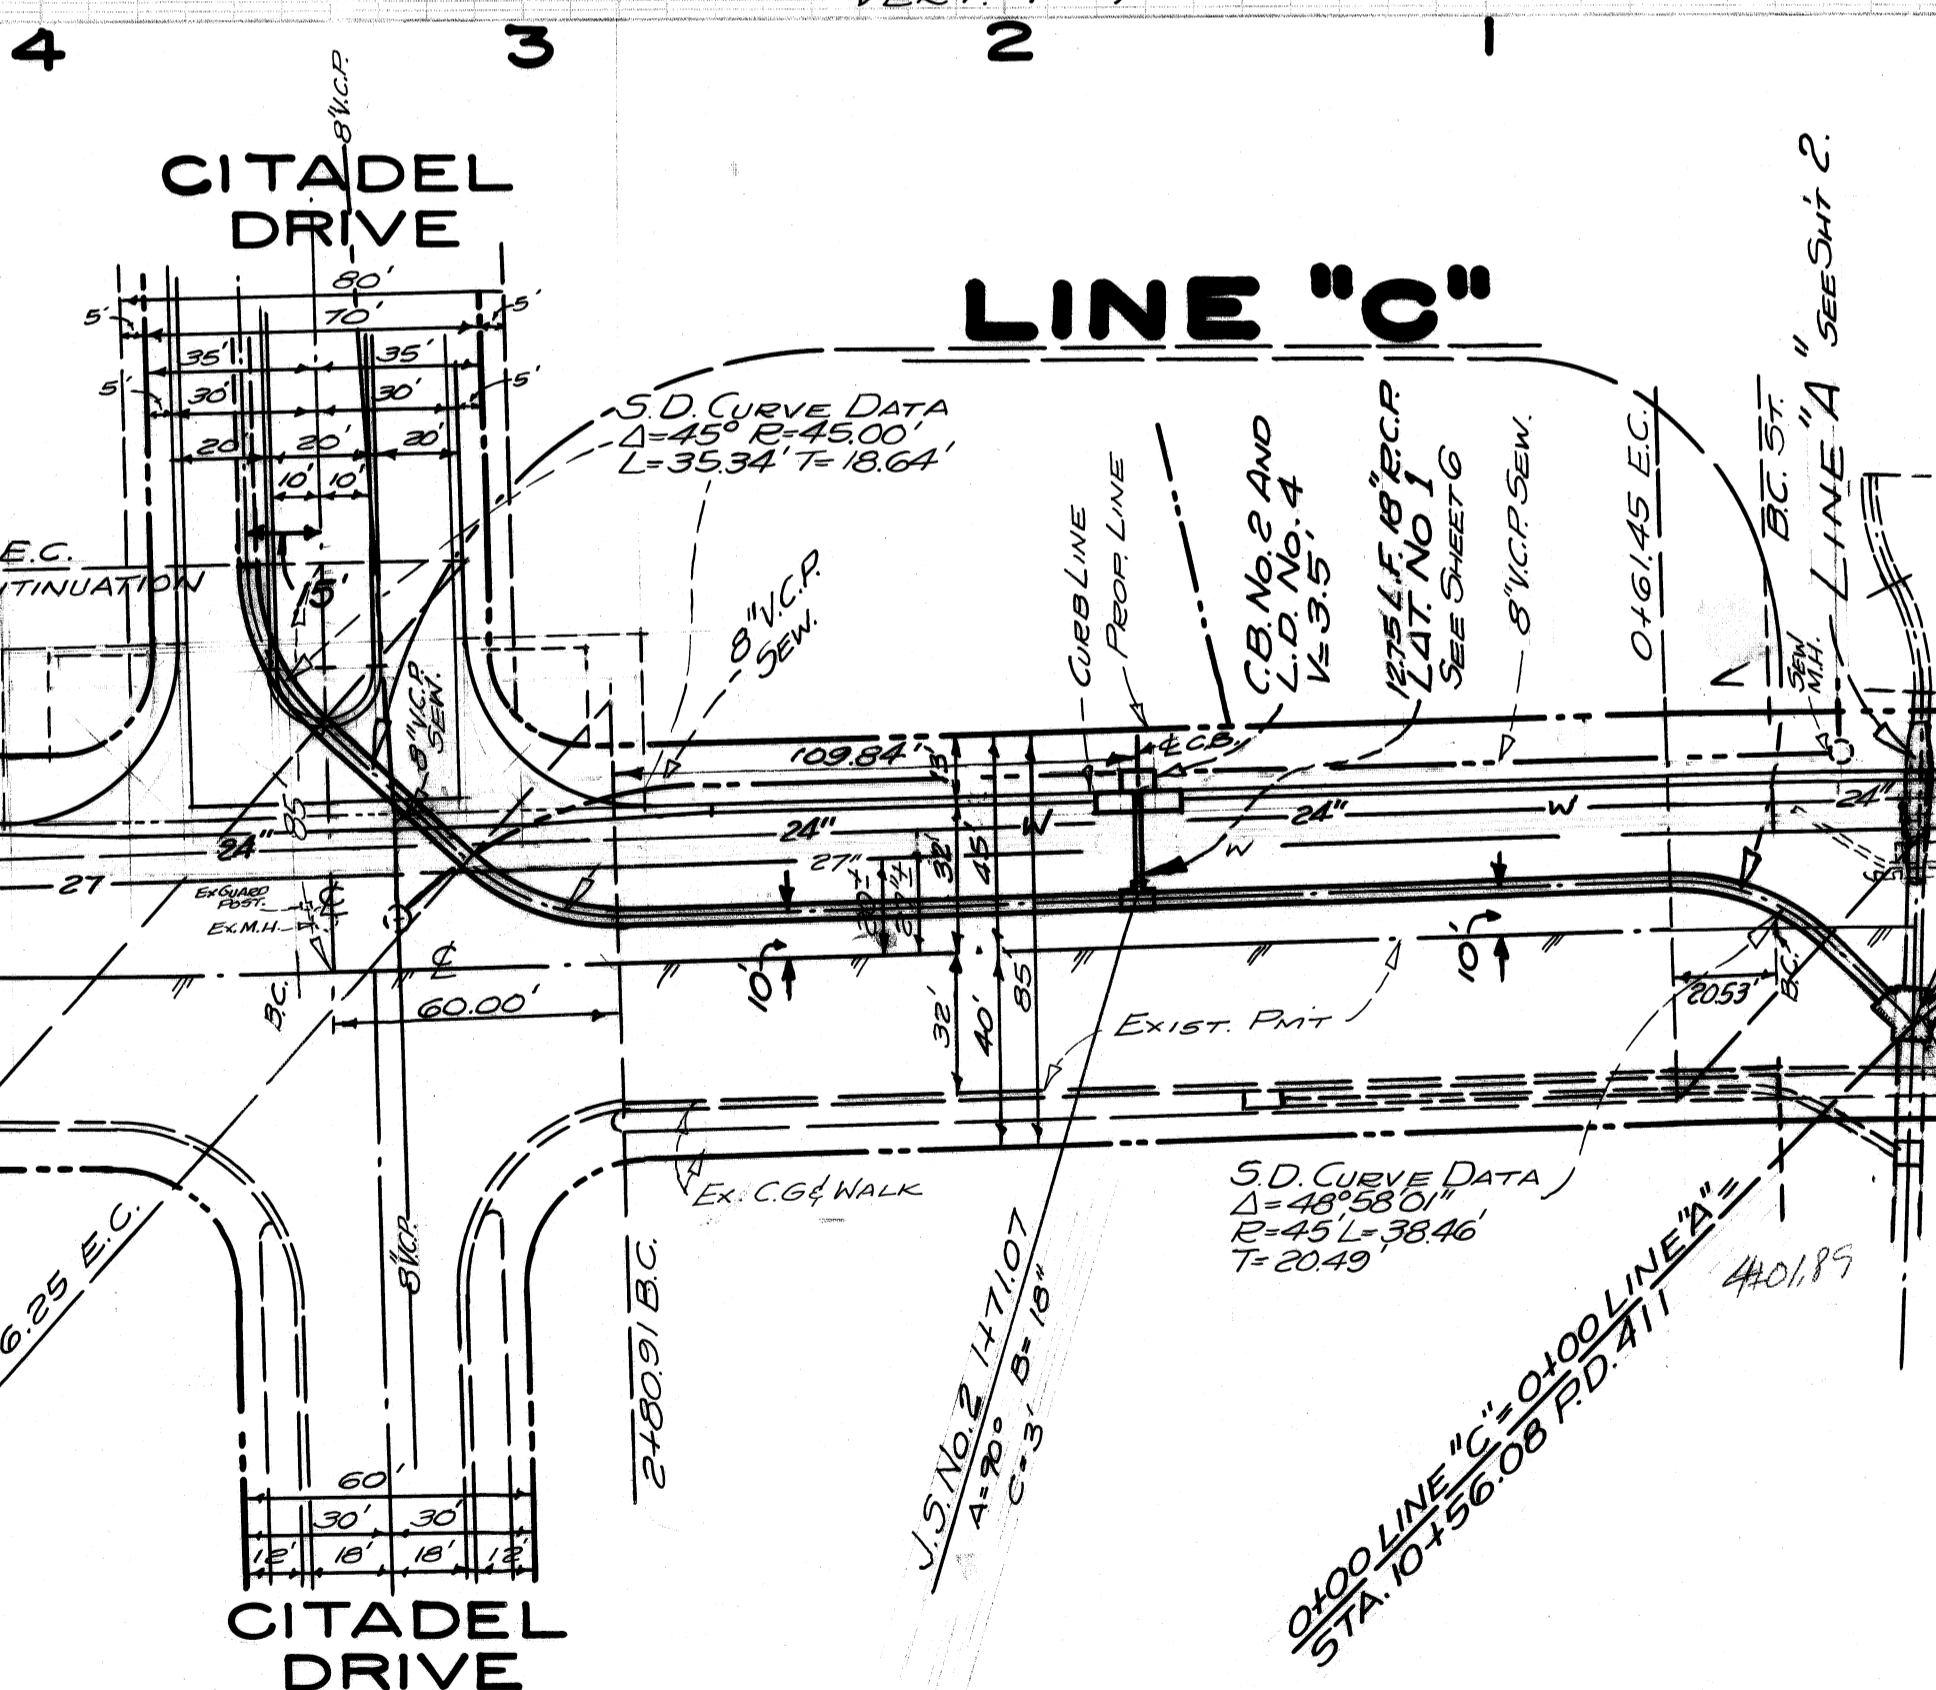 4
3
2
1
8"V.C.P.
CITADEL
DRIVE
80'
5'
70'
5'
35'
35'
5'
30'
30'
5'
20'
20'
20'
10'
10'
5'
E.C.
LINE "C"
S.D. CURVE DATA
Δ=45° R=45.00'
L=35.34' T=18.64'
8"V.C.P.
SEW.
8"V.C.P.
SEW.
CURB LINE
PROP. LINE
C.B. No. 2 AND
L.D. No. 4
V=3.5'
12.75 L.F. 18" R.C.P.
LAT. NO 1
SEE SHEET 6
8"V.C.P. SEW.
0+61.45 E.C.
B.C. ST.
SEW
M.H.
LINE "A" SEE SHT 2.
109.84'
13'
℄ C.B.
24"
24"
W
24"
W
24"
85'
27
27"
W
32'
45'
EX GUARD
POST.
EX. M.H.
℄
℄
B.C.
60.00'
10'
10'
32'
40'
85'
EXIST. PMT
20.53'
B.C.
EX. C.G & WALK
S.D. CURVE DATA
Δ=48°58'01"
R=45' L=38.46'
T=20.49'
4+01.89
6.25 E.C.
8"V.C.P.
2+80.91 B.C.
J.S. No. 2 1+71.07
A=90° B=18"
C=3'
0+00 LINE "C"= 0+00 LINE "A"=
STA. 10+56.08 P.D. 411
60'
30'
30'
12'
18'
18'
12'
CITADEL
DRIVE